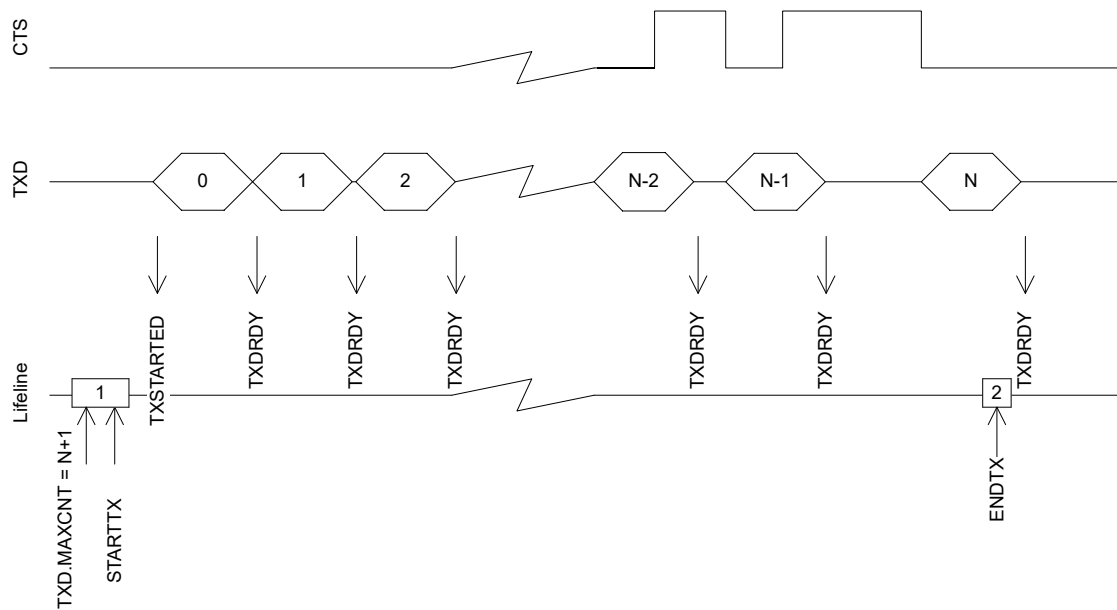 CTS
TXD
0
1
2
N-2
N-1
N
TXSTARTED
TXDRDY
TXDRDY
TXDRDY
TXDRDY
TXDRDY
TXDRDY
Lifeline
1
2
TXD.MAXCNT = N+1
STARTTX
ENDTX